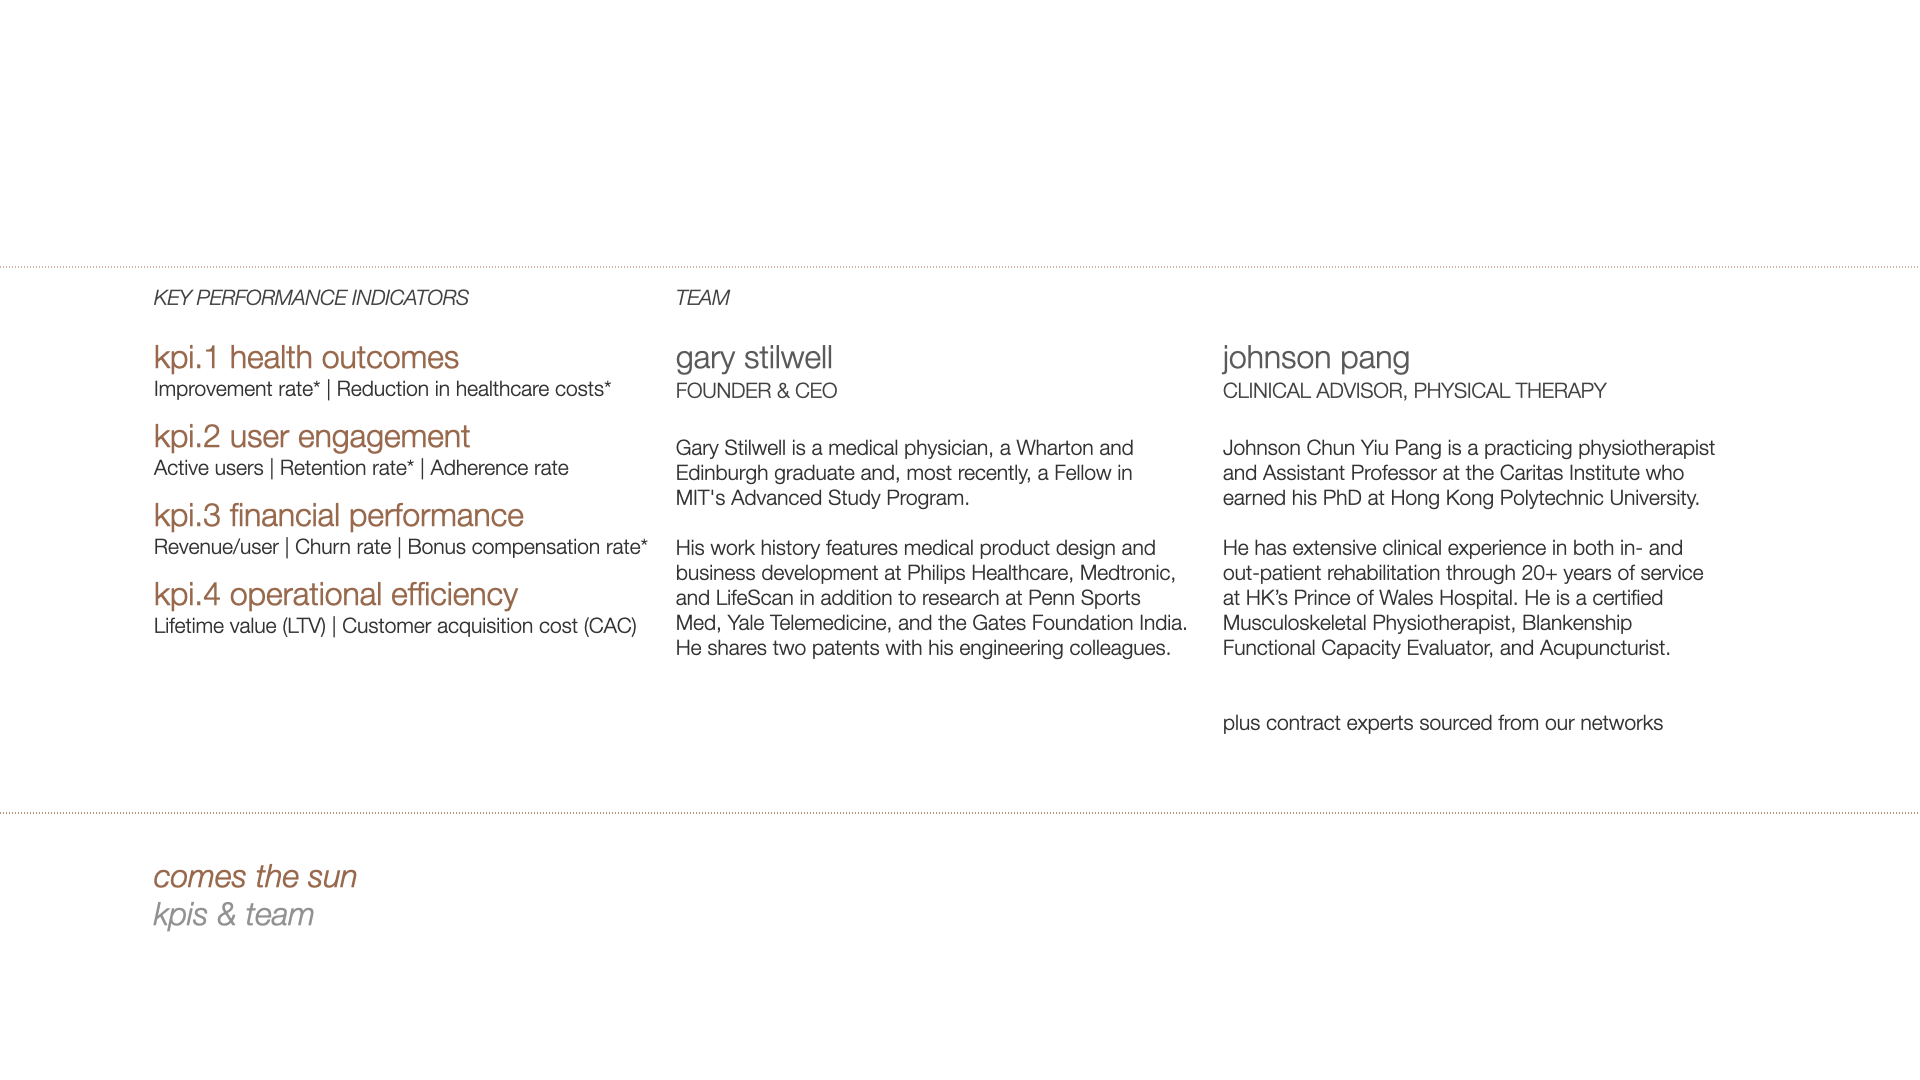 KEY PERFORMANCE INDICATORS
kpi.1 health outcomes
Improvement rate* | Reduction in healthcare costs*
kpi.2 user engagement
Active users | Retention rate* | Adherence rate
kpi.3 financial performance
Revenue/user | Churn rate | Bonus compensation rate*
kpi.4 operational efficiency
Lifetime value (LTV) | Customer acquisition cost (CAC)
TEAM
gary stilwell
FOUNDER & CEO
Gary Stilwell is a medical physician, a Wharton and
Edinburgh graduate and, most recently, a Fellow in
MIT's Advanced Study Program.
His work history features medical product design and
business development at Philips Healthcare, Medtronic,
and LifeScan in addition to research at Penn Sports
Med, Yale Telemedicine, and the Gates Foundation India.
He shares two patents with his engineering colleagues.
johnson pang
CLINICAL ADVISOR, PHYSICAL THERAPY
Johnson Chun Yiu Pang is a practicing physiotherapist
and Assistant Professor at the Caritas Institute who
earned his PhD at Hong Kong Polytechnic University.
He has extensive clinical experience in both in- and
out-patient rehabilitation through 20+ years of service
at HK’s Prince of Wales Hospital. He is a certified
Musculoskeletal Physiotherapist, Blankenship
Functional Capacity Evaluator, and Acupuncturist.
plus contract experts sourced from our networks
comes the sun
kpis & team